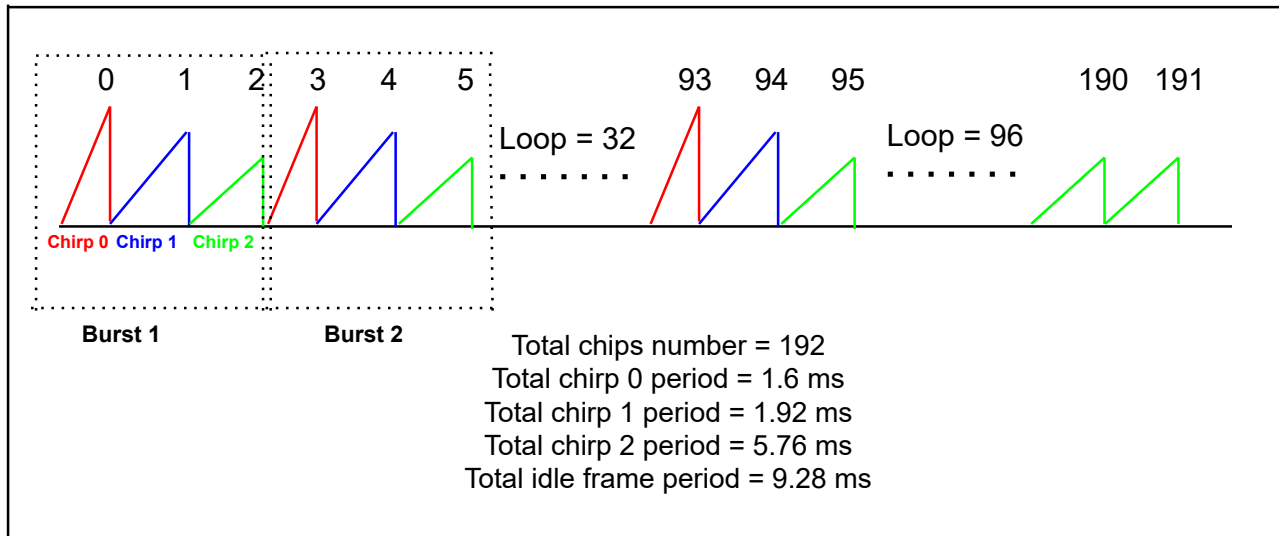 0 1 2 3 4 5 93 94 95 190 191
Loop = 32 Loop = 96
Chirp 0 Chirp 1 Chirp 2
Burst 1 Burst 2
Total chips number = 192
Total chirp 0 period = 1.6 ms
Total chirp 1 period = 1.92 ms
Total chirp 2 period = 5.76 ms
Total idle frame period = 9.28 ms